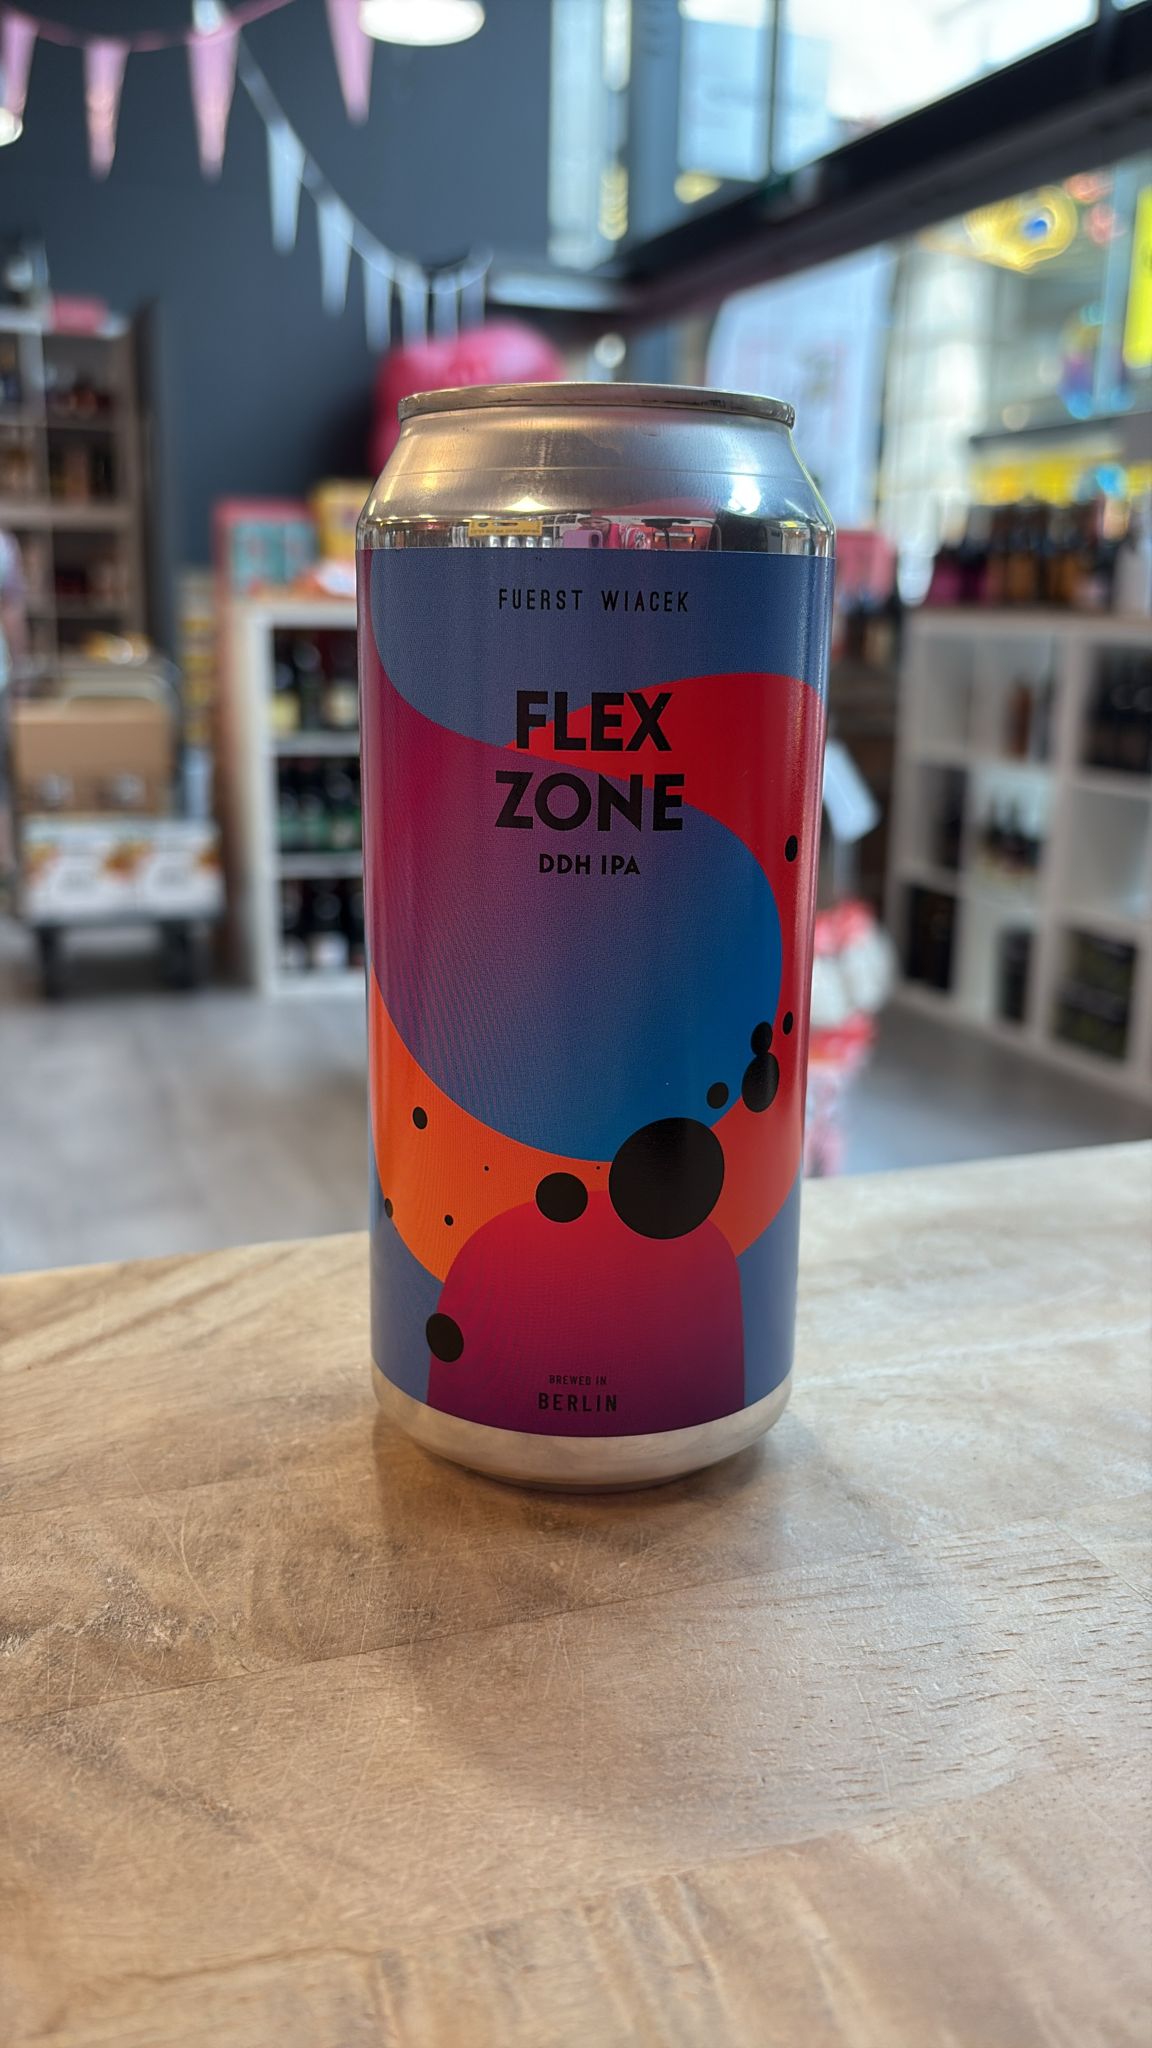 FUERST WIACEK
FLEX
ZONE
DDH IPA
BREWED IN
BERLIN